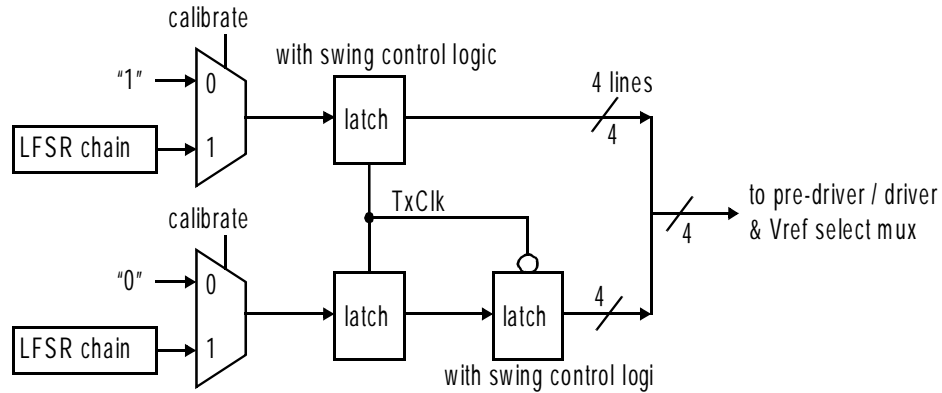 calibrate
with swing control logic
"1"
0
4 lines
LFSR chain
1
latch
4
TxClk
to pre-driver / driver
& Vref select mux
4
calibrate
"0"
0
4
LFSR chain
1
latch
latch
with swing control logi